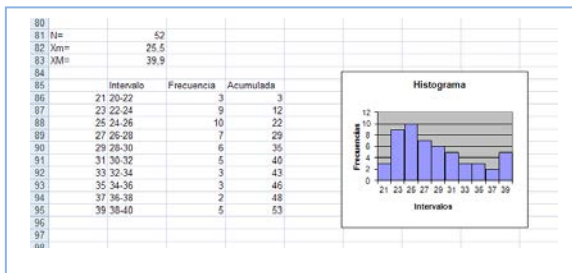 80
81 N= 52
82 Xm= 25,5
83 XM= 39,9
84
85 Intervalo Frecuencia Acumulada
86 21 20-22 3 3
87 23 22-24 9 12
88 25 24-26 10 22
89 27 26-28 7 29
90 29 28-30 6 35
91 31 30-32 5 40
92 33 32-34 3 43
93 35 34-36 3 46
94 37 36-38 2 48
95 39 38-40 5 53
96
97
98
Histograma
Frecuencias
12
10
8
6
4
2
0
21 23 25 27 29 31 33 35 37 39
Intervalos